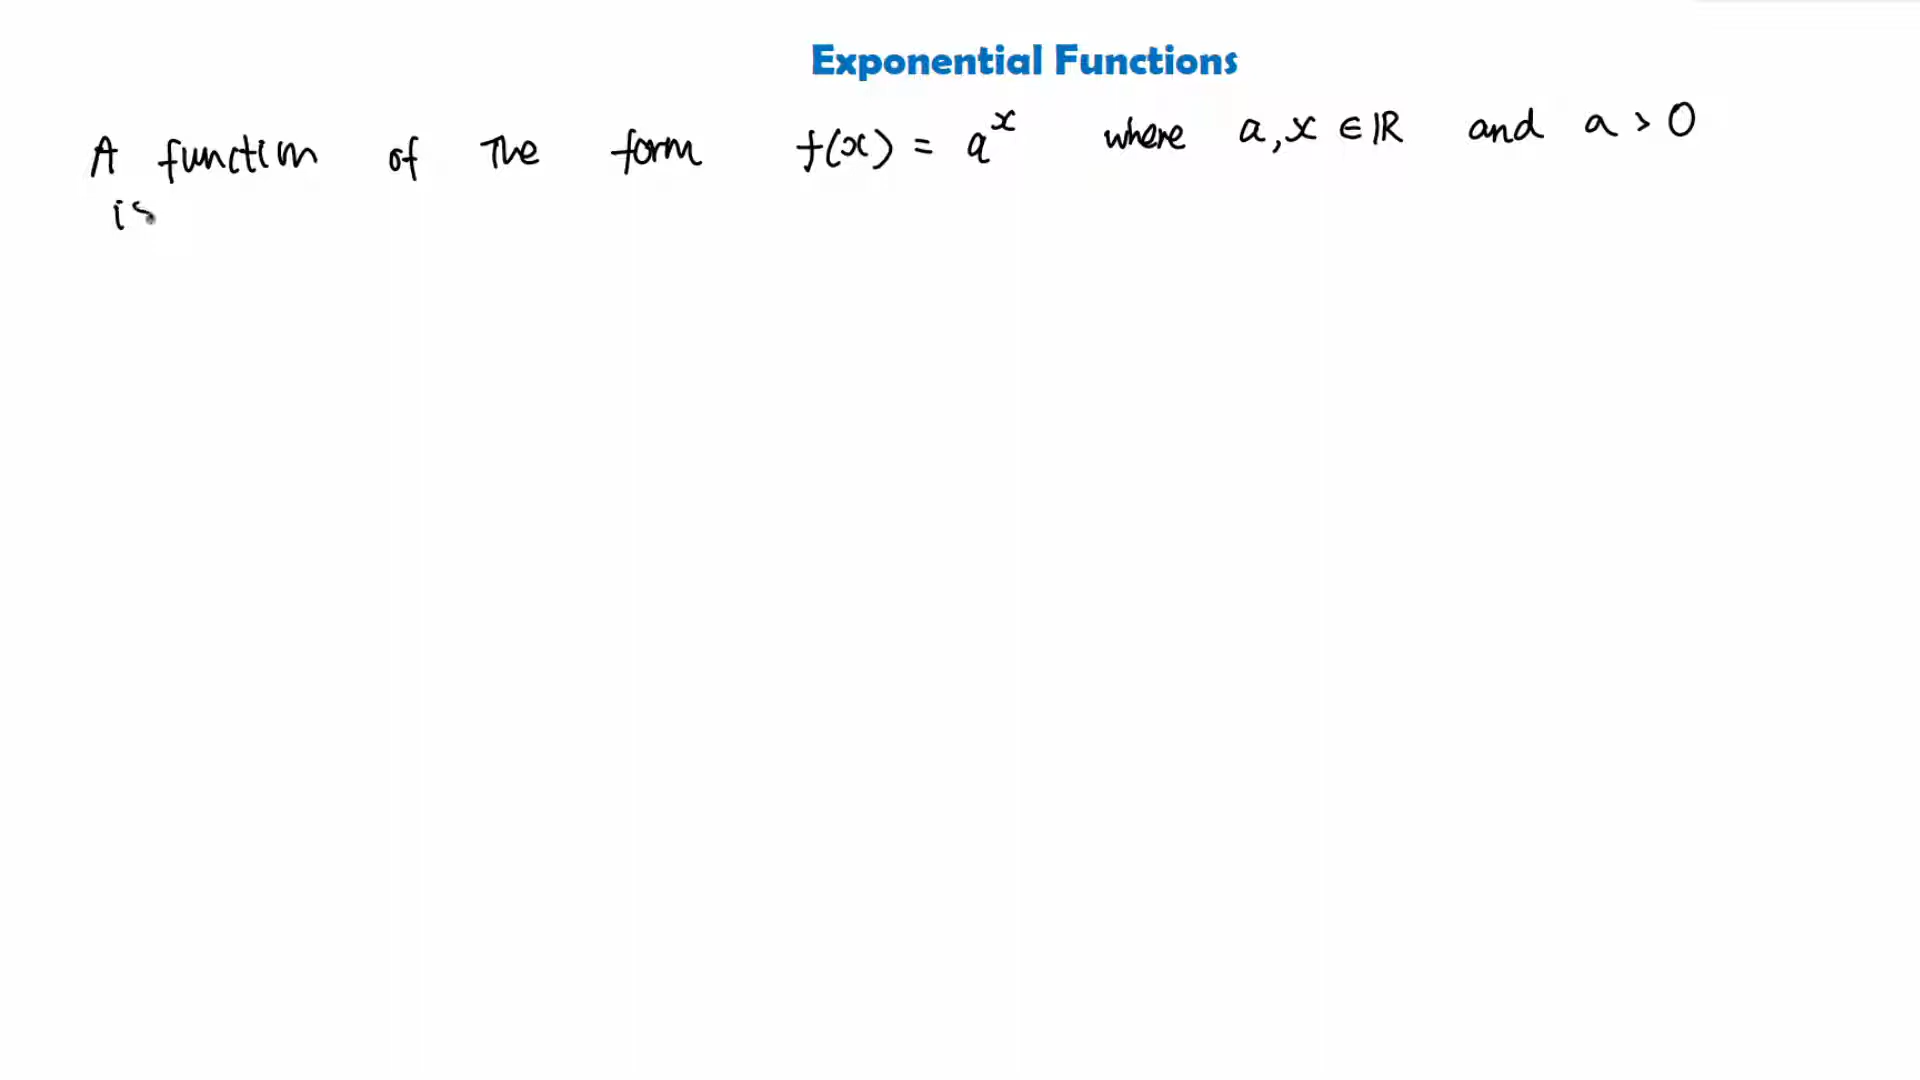 Exponential Functions
A function of the form f(x) = a^x where a, x ∈ ℝ and a > 0
is